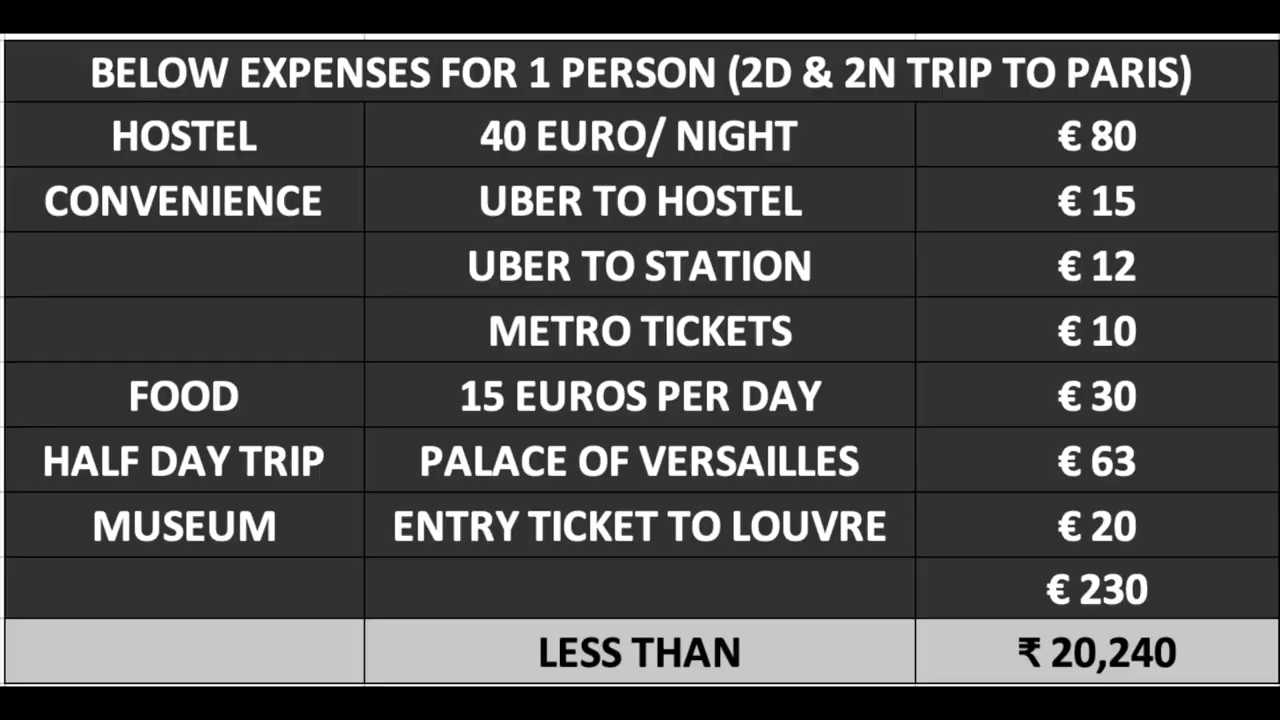 BELOW EXPENSES FOR 1 PERSON (2D & 2N TRIP TO PARIS)
HOSTEL 40 EURO/ NIGHT € 80
CONVENIENCE UBER TO HOSTEL € 15
UBER TO STATION € 12
METRO TICKETS € 10
FOOD 15 EUROS PER DAY € 30
HALF DAY TRIP PALACE OF VERSAILLES € 63
MUSEUM ENTRY TICKET TO LOUVRE € 20
€ 230
LESS THAN ₹ 20,240